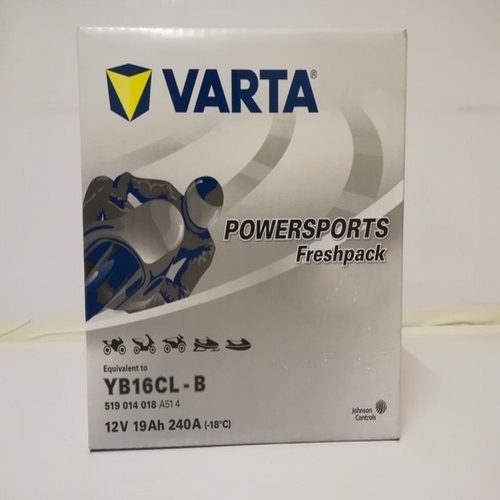 VARTA®
POWERSPORTS
Freshpack
Equivalent to
YB16CL - B
519 014 018 A51 4
12V 19Ah 240A (-18°C)
Johnson
Controls